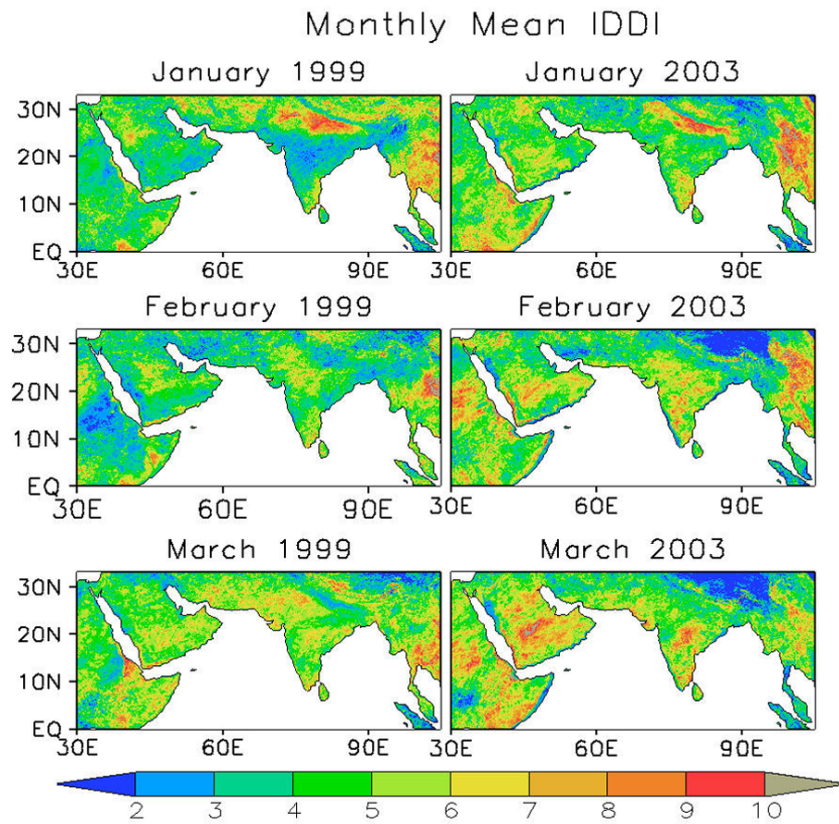 Monthly Mean IDDI
January 1999
January 2003
30N
20N
10N
EQ
30E 60E 90E
30E 60E 90E
February 1999
February 2003
30N
20N
10N
EQ
30E 60E 90E
30E 60E 90E
March 1999
March 2003
30N
20N
10N
EQ
30E 60E 90E
30E 60E 90E
2 3 4 5 6 7 8 9 10